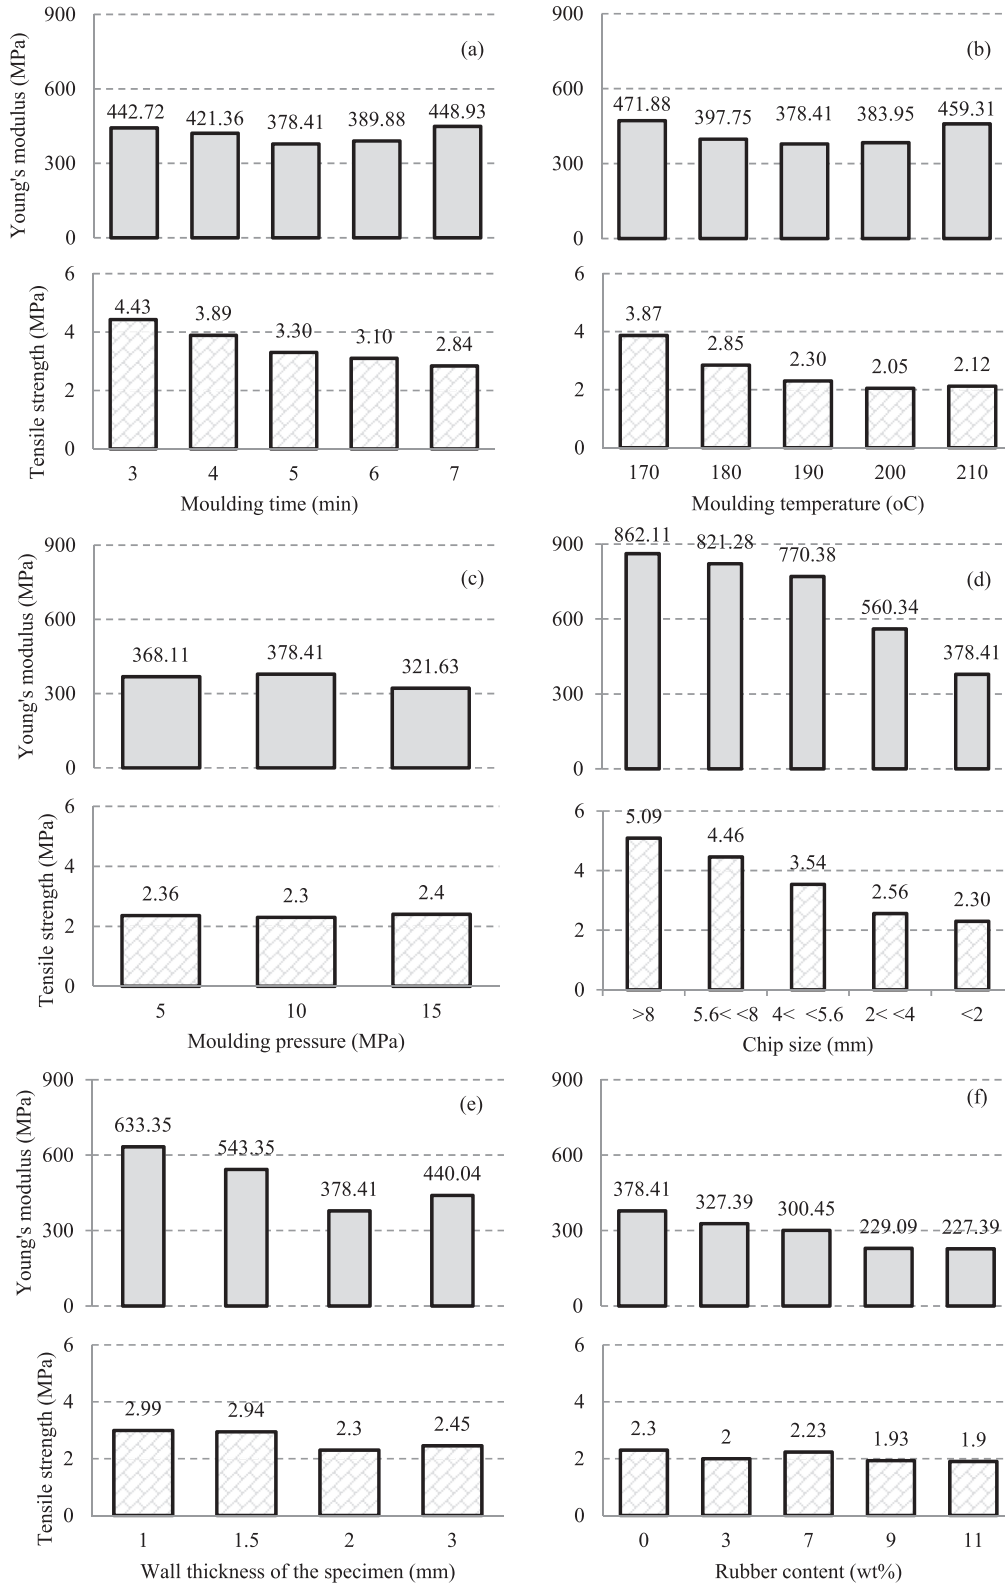 (a)
Young's modulus (MPa)
900
600
300
0
442.72 421.36 378.41 389.88 448.93
Tensile strength (MPa)
6
4
2
0
4.43 3.89 3.30 3.10 2.84
3 4 5 6 7
Moulding time (min)
(b)
900
600
300
0
471.88 397.75 378.41 383.95 459.31
6
4
2
0
3.87 2.85 2.30 2.05 2.12
170 180 190 200 210
Moulding temperature (oC)
(c)
Young's modulus (MPa)
900
600
300
0
368.11 378.41 321.63
Tensile strength (MPa)
6
4
2
0
2.36 2.3 2.4
5 10 15
Moulding pressure (MPa)
(d)
900
600
300
0
862.11 821.28 770.38 560.34 378.41
6
4
2
0
5.09 4.46 3.54 2.56 2.30
>8 5.6< <8 4< <5.6 2< <4 <2
Chip size (mm)
(e)
Young's modulus (MPa)
900
600
300
0
633.35 543.35 378.41 440.04
Tensile strength (MPa)
6
4
2
0
2.99 2.94 2.3 2.45
1 1.5 2 3
Wall thickness of the specimen (mm)
(f)
900
600
300
0
378.41 327.39 300.45 229.09 227.39
6
4
2
0
2.3 2 2.23 1.93 1.9
0 3 7 9 11
Rubber content (wt%)